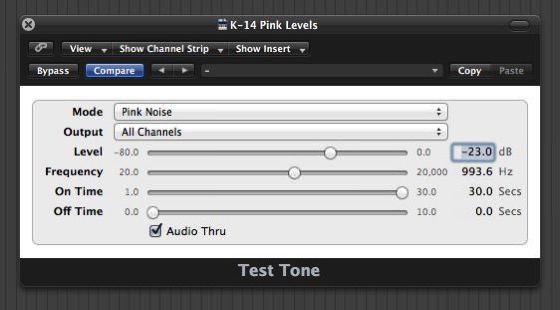 K-14 Pink Levels
View Show Channel Strip Show Insert
Bypass Compare - Copy Paste
Mode Pink Noise
Output All Channels
Level -80.0 0.0 -23.0 dB
Frequency 20.0 20,000 993.6 Hz
On Time 1.0 30.0 30.0 Secs
Off Time 0.0 10.0 0.0 Secs
Audio Thru
Test Tone